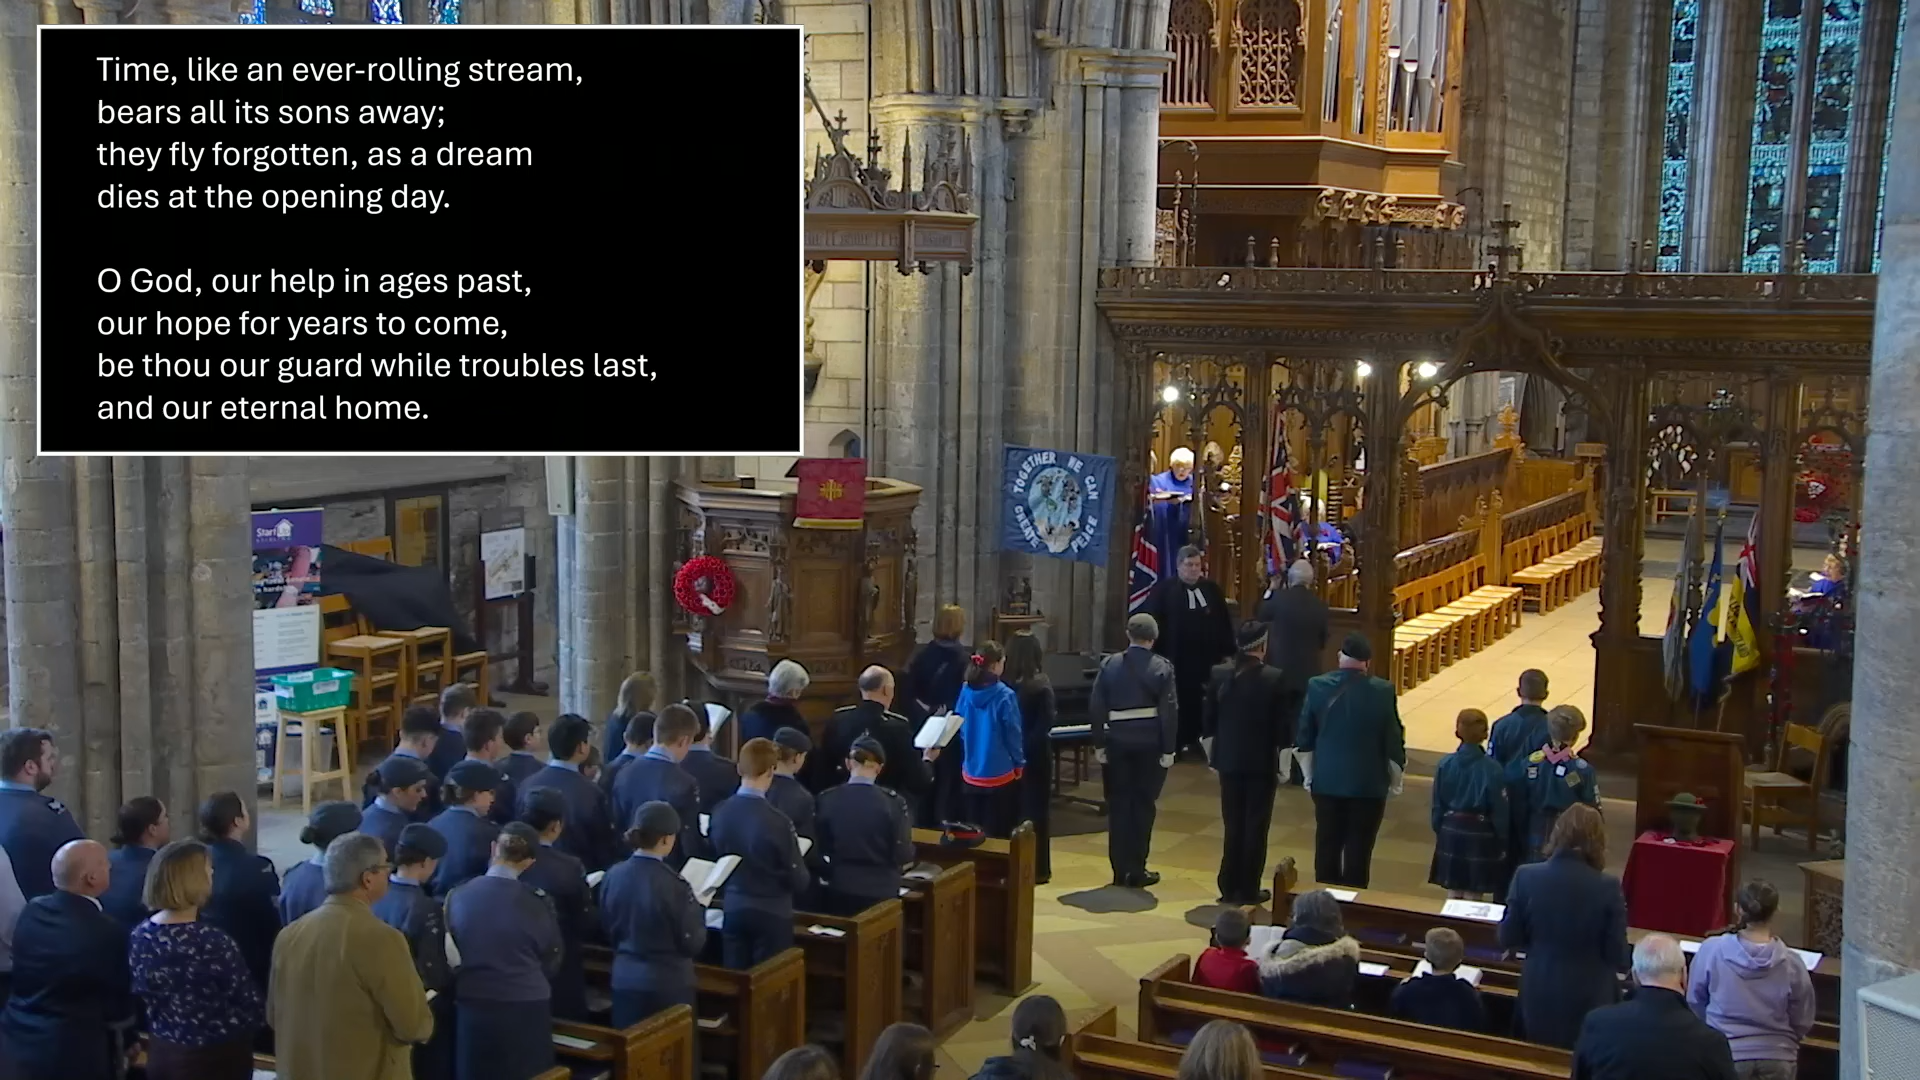 Time, like an ever-rolling stream,
bears all its sons away;
they fly forgotten, as a dream
dies at the opening day.
O God, our help in ages past,
our hope for years to come,
be thou our guard while troubles last,
and our eternal home.
TOGETHER WE CAN
CREATE PEACE
Start